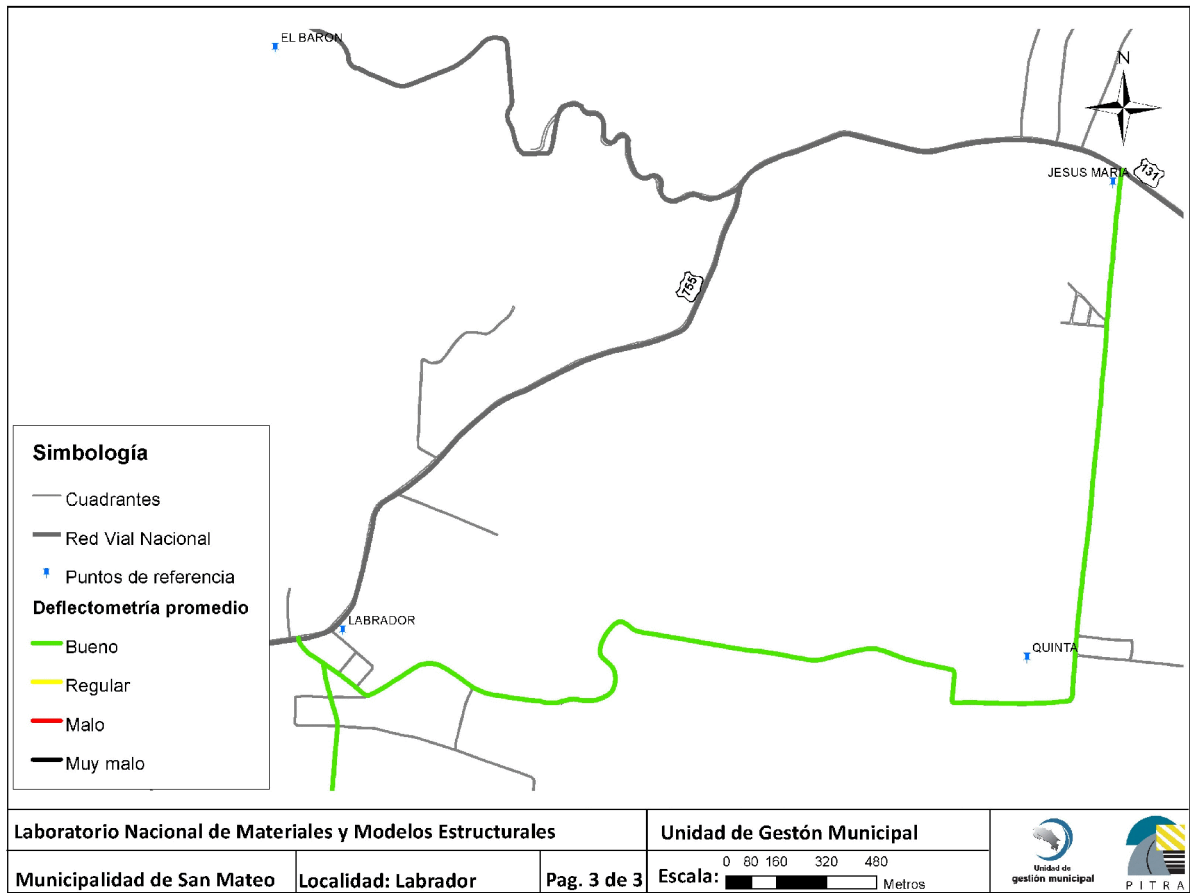 EL BARON
N
JESUS MARIA
131
755
Simbología
Cuadrantes
Red Vial Nacional
Puntos de referencia
Deflectometría promedio
Bueno
Regular
Malo
Muy malo
LABRADOR
QUINTA
Laboratorio Nacional de Materiales y Modelos Estructurales
Unidad de Gestón Municipal
Municipalidad de San Mateo
Localidad: Labrador
Pag. 3 de 3
Escala:
0 80 160 320 480
Metros
Unidad de
gestión municipal
PITRA